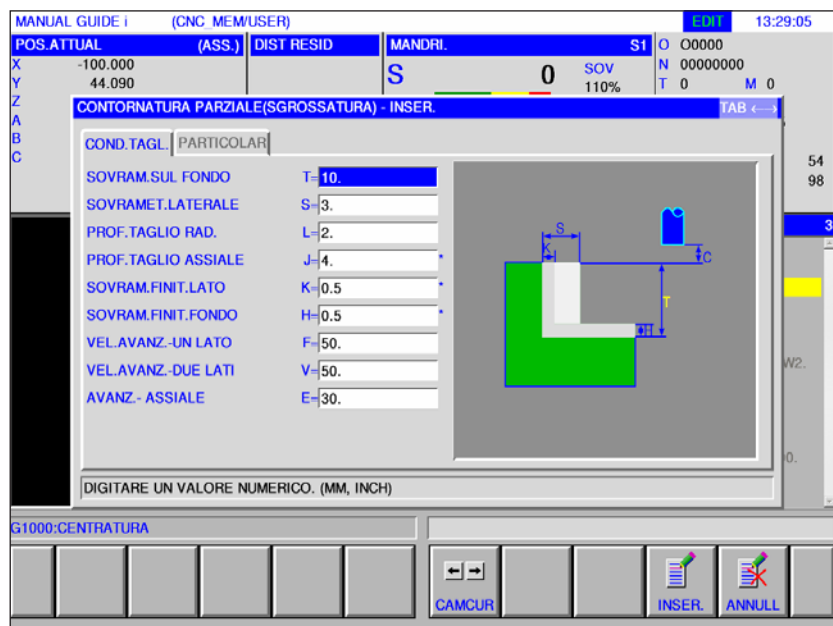 MANUAL GUIDE i (CNC_MEM/USER) EDIT 13:29:05
POS.ATTUAL (ASS.) DIST RESID MANDRI. S1 O O0000
X -100.000 N 00000000
Y 44.090 S 0 SOV 110% T 0 M 0
Z
A
B
C
54
98
CONTORNATURA PARZIALE(SGROSSATURA) - INSER. TAB ←→
COND.TAGL. PARTICOLAR
SOVRAM.SUL FONDO T=10.
SOVRAMET.LATERALE S=3.
PROF.TAGLIO RAD. L=2.
PROF.TAGLIO ASSIALE J=4. *
SOVRAM.FINIT.LATO K=0.5 *
SOVRAM.FINIT.FONDO H=0.5 *
VEL.AVANZ.-UN LATO F=50.
VEL.AVANZ.-DUE LATI V=50.
AVANZ.- ASSIALE E=30.
S
K
C
T
H
3
W2.
0.
DIGITARE UN VALORE NUMERICO. (MM, INCH)
G1000:CENTRATURA
CAMCUR INSER. ANNULL